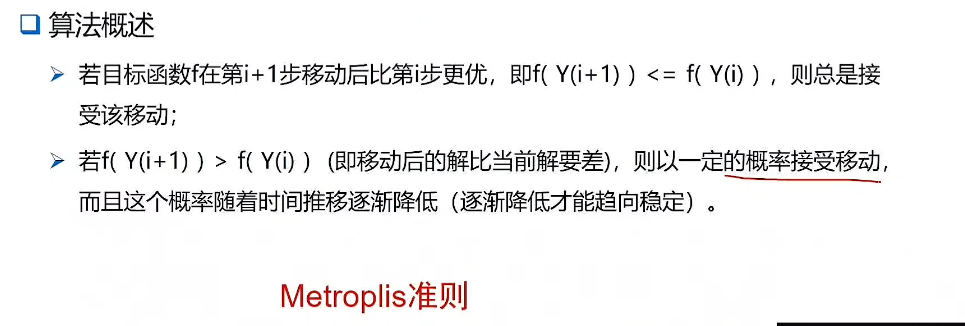 算法概述
若目标函数f在第i+1步移动后比第i步更优，即f( Y(i+1) ) <= f( Y(i) ) ，则总是接
受该移动；
若f( Y(i+1) ) > f( Y(i) ) (即移动后的解比当前解要差)，则以一定的概率接受移动，
而且这个概率随着时间推移逐渐降低（逐渐降低才能趋向稳定）。
Metroplis准则